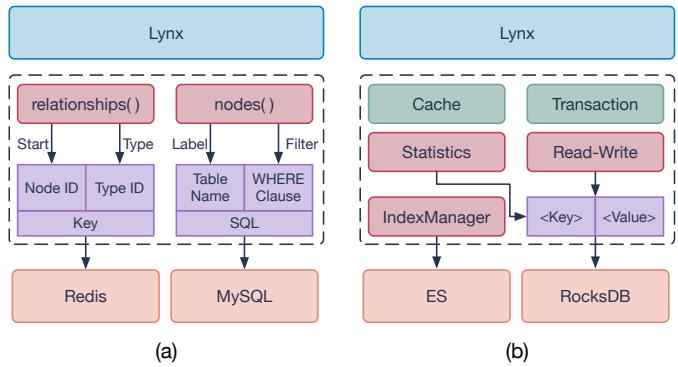 Lynx
relationships( )
nodes( )
Start
Type
Label
Filter
Node ID
Type ID
Table
Name
WHERE
Clause
Key
SQL
Redis
MySQL
(a)
Lynx
Cache
Transaction
Statistics
Read-Write
IndexManager
<Key>
<Value>
ES
RocksDB
(b)